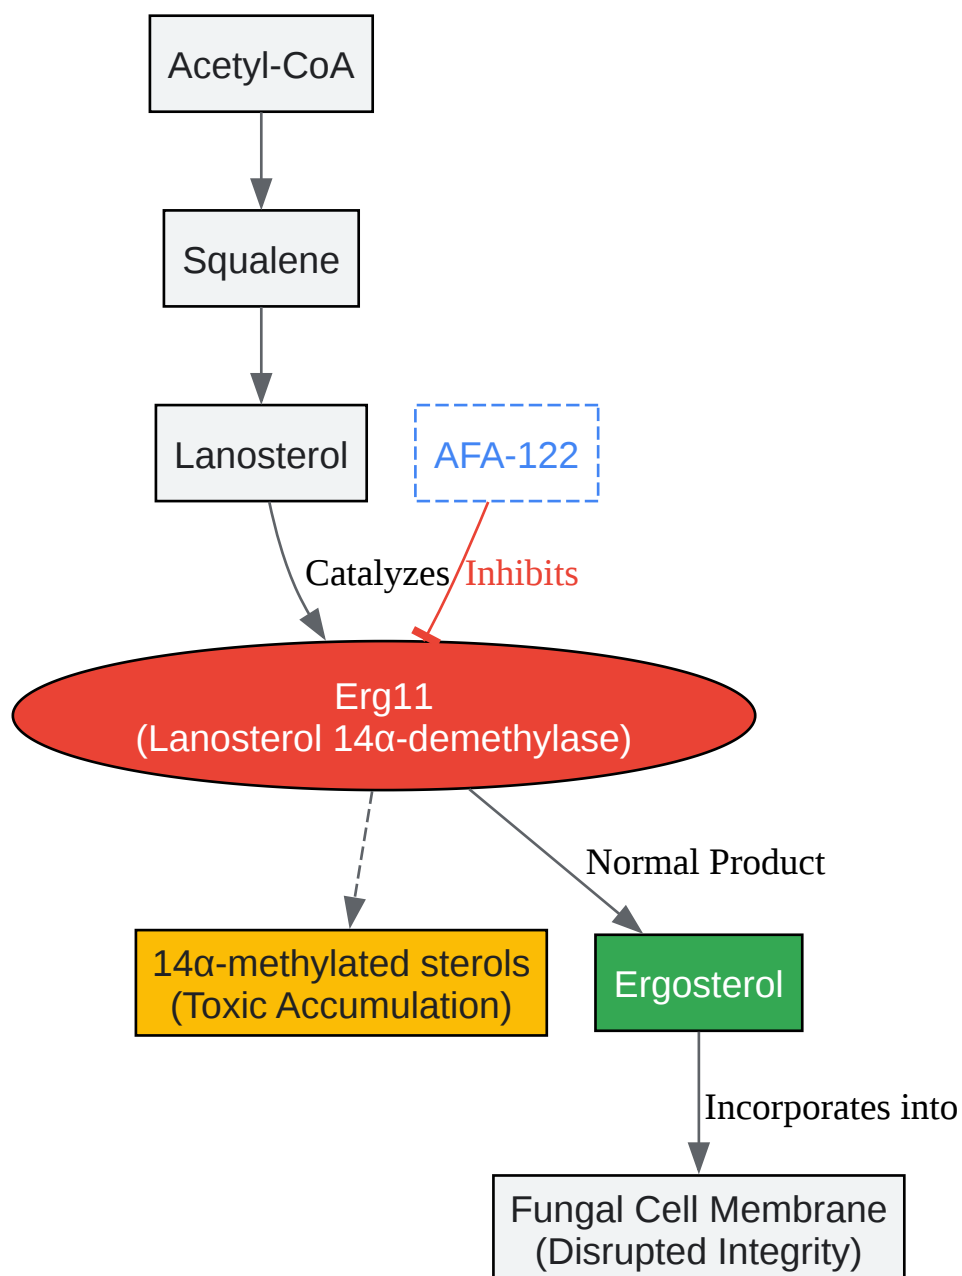 Acetyl-CoA
Squalene
Lanosterol
AFA-122
Catalyzes
Inhibits
Erg11
(Lanosterol 14α-demethylase)
Normal Product
14α-methylated sterols
(Toxic Accumulation)
Ergosterol
Incorporates into
Fungal Cell Membrane
(Disrupted Integrity)